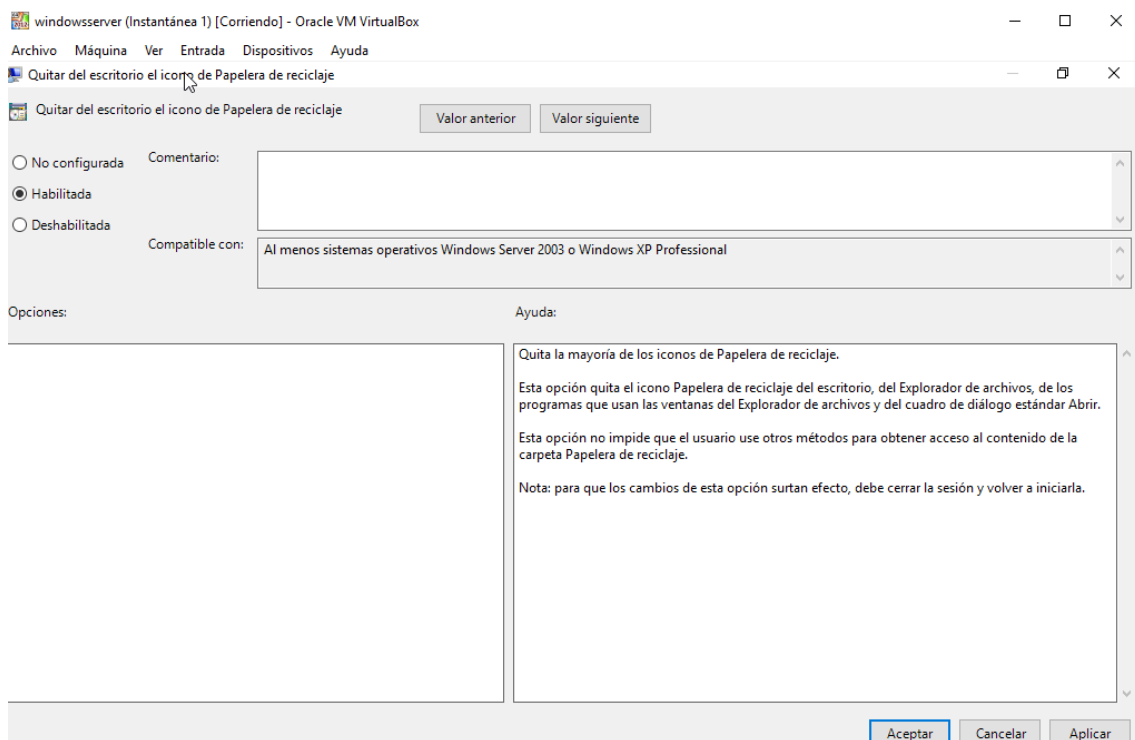 windowsserver (Instantánea 1) [Corriendo] - Oracle VM VirtualBox
Archivo Máquina Ver Entrada Dispositivos Ayuda
Quitar del escritorio el icono de Papelera de reciclaje
Quitar del escritorio el icono de Papelera de reciclaje
Valor anterior Valor siguiente
No configurada
Habilitada
Deshabilitada
Comentario:
Compatible con:
Al menos sistemas operativos Windows Server 2003 o Windows XP Professional
Opciones:
Ayuda:
Quita la mayoría de los iconos de Papelera de reciclaje.
Esta opción quita el icono Papelera de reciclaje del escritorio, del Explorador de archivos, de los
programas que usan las ventanas del Explorador de archivos y del cuadro de diálogo estándar Abrir.
Esta opción no impide que el usuario use otros métodos para obtener acceso al contenido de la
carpeta Papelera de reciclaje.
Nota: para que los cambios de esta opción surtan efecto, debe cerrar la sesión y volver a iniciarla.
Aceptar Cancelar Aplicar